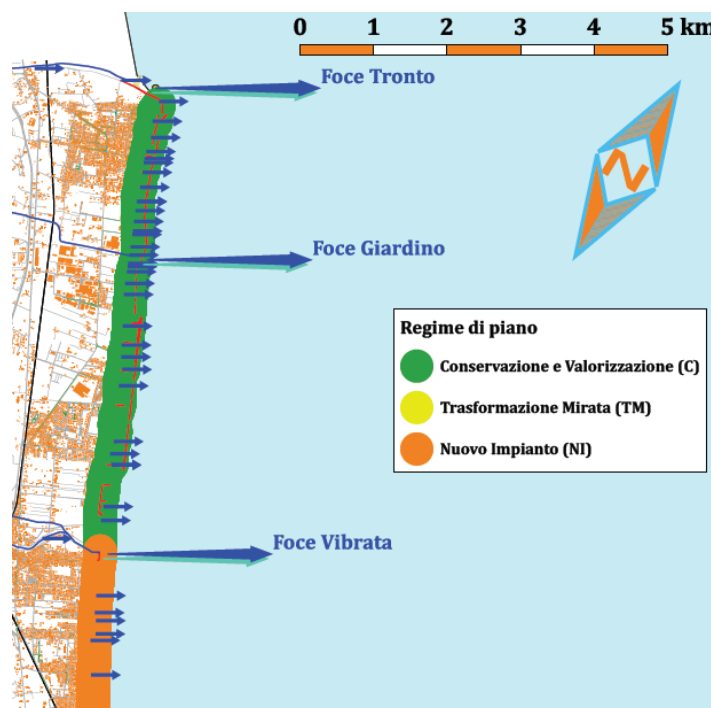 0 1 2 3 4 5 km
Foce Tronto
Foce Giardino
Regime di piano
Conservazione e Valorizzazione (C)
Trasformazione Mirata (TM)
Nuovo Impianto (NI)
Foce Vibrata